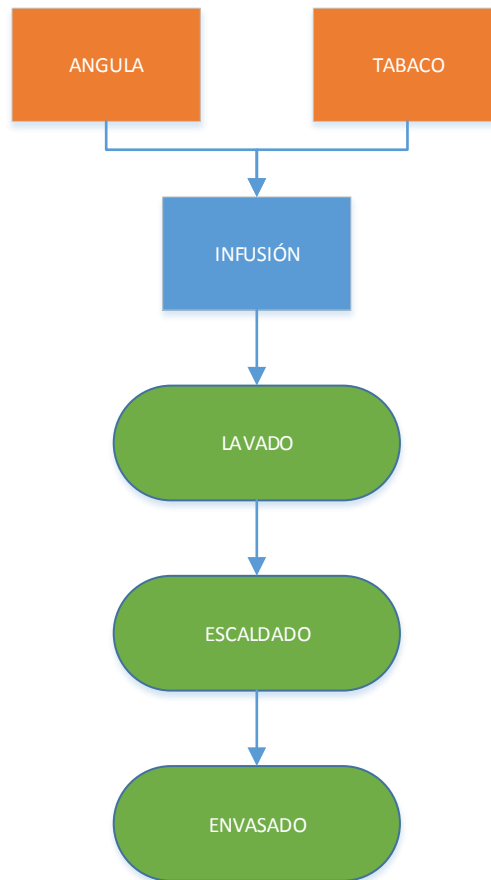 ANGULA
TABACO
INFUSIÓN
LAVADO
ESCALDADO
ENVASADO